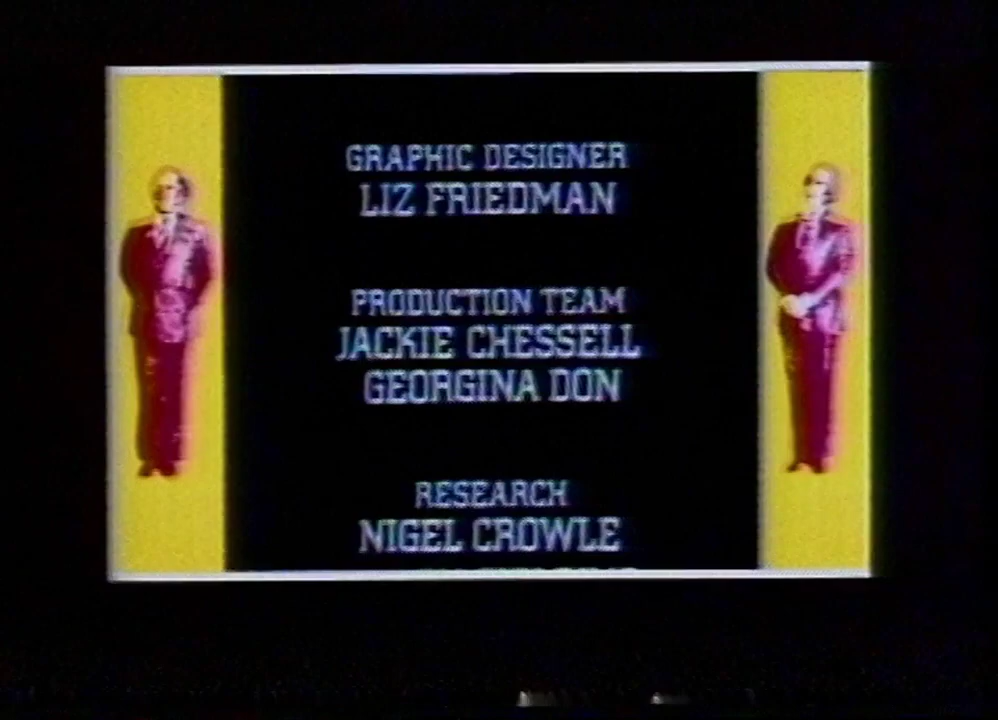 GRAPHIC DESIGNER
LIZ FRIEDMAN
PRODUCTION TEAM
JACKIE CHESSELL
GEORGINA DON
RESEARCH
NIGEL CROWLE